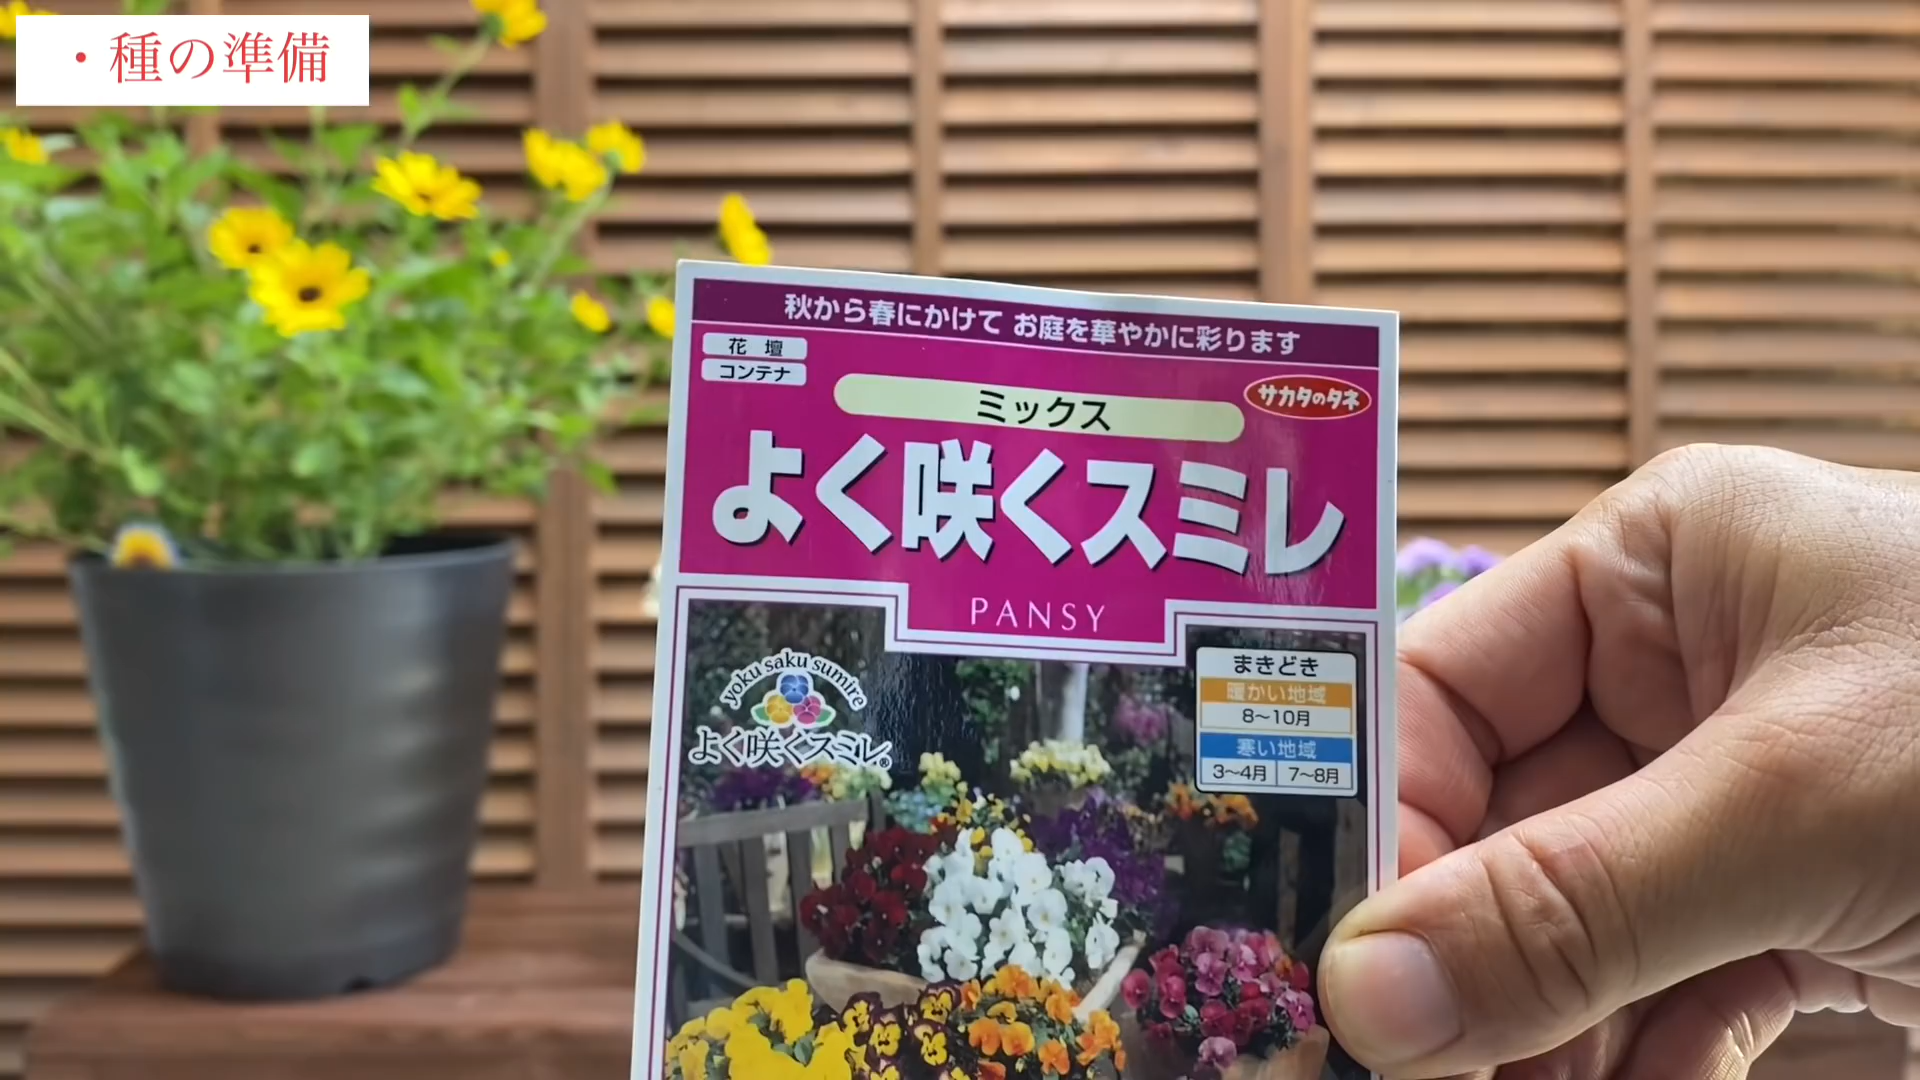 ・種の準備
秋から春にかけて お庭を華やかに彩ります
花 壇
コンテナ
ミックス
サカタのタネ
よく咲くスミレ
PANSY
yoku saku sumire
よく咲くスミレ®
まきどき
暖かい地域
8〜10月
寒い地域
3〜4月 7〜8月